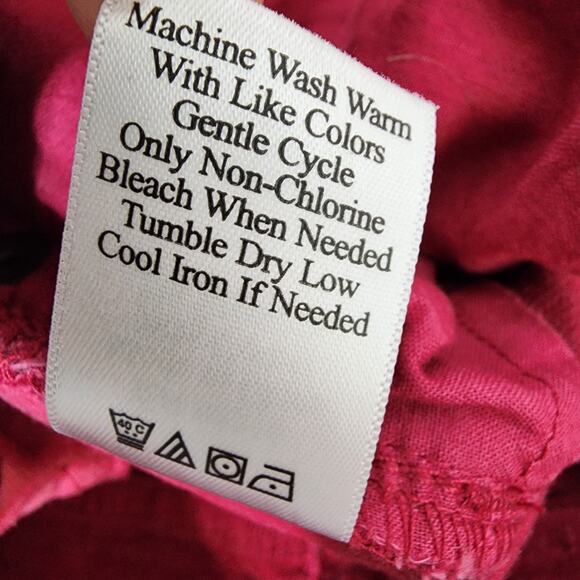 Machine Wash Warm
With Like Colors
Gentle Cycle
Only Non-Chlorine
Bleach When Needed
Tumble Dry Low
Cool Iron If Needed
40 C